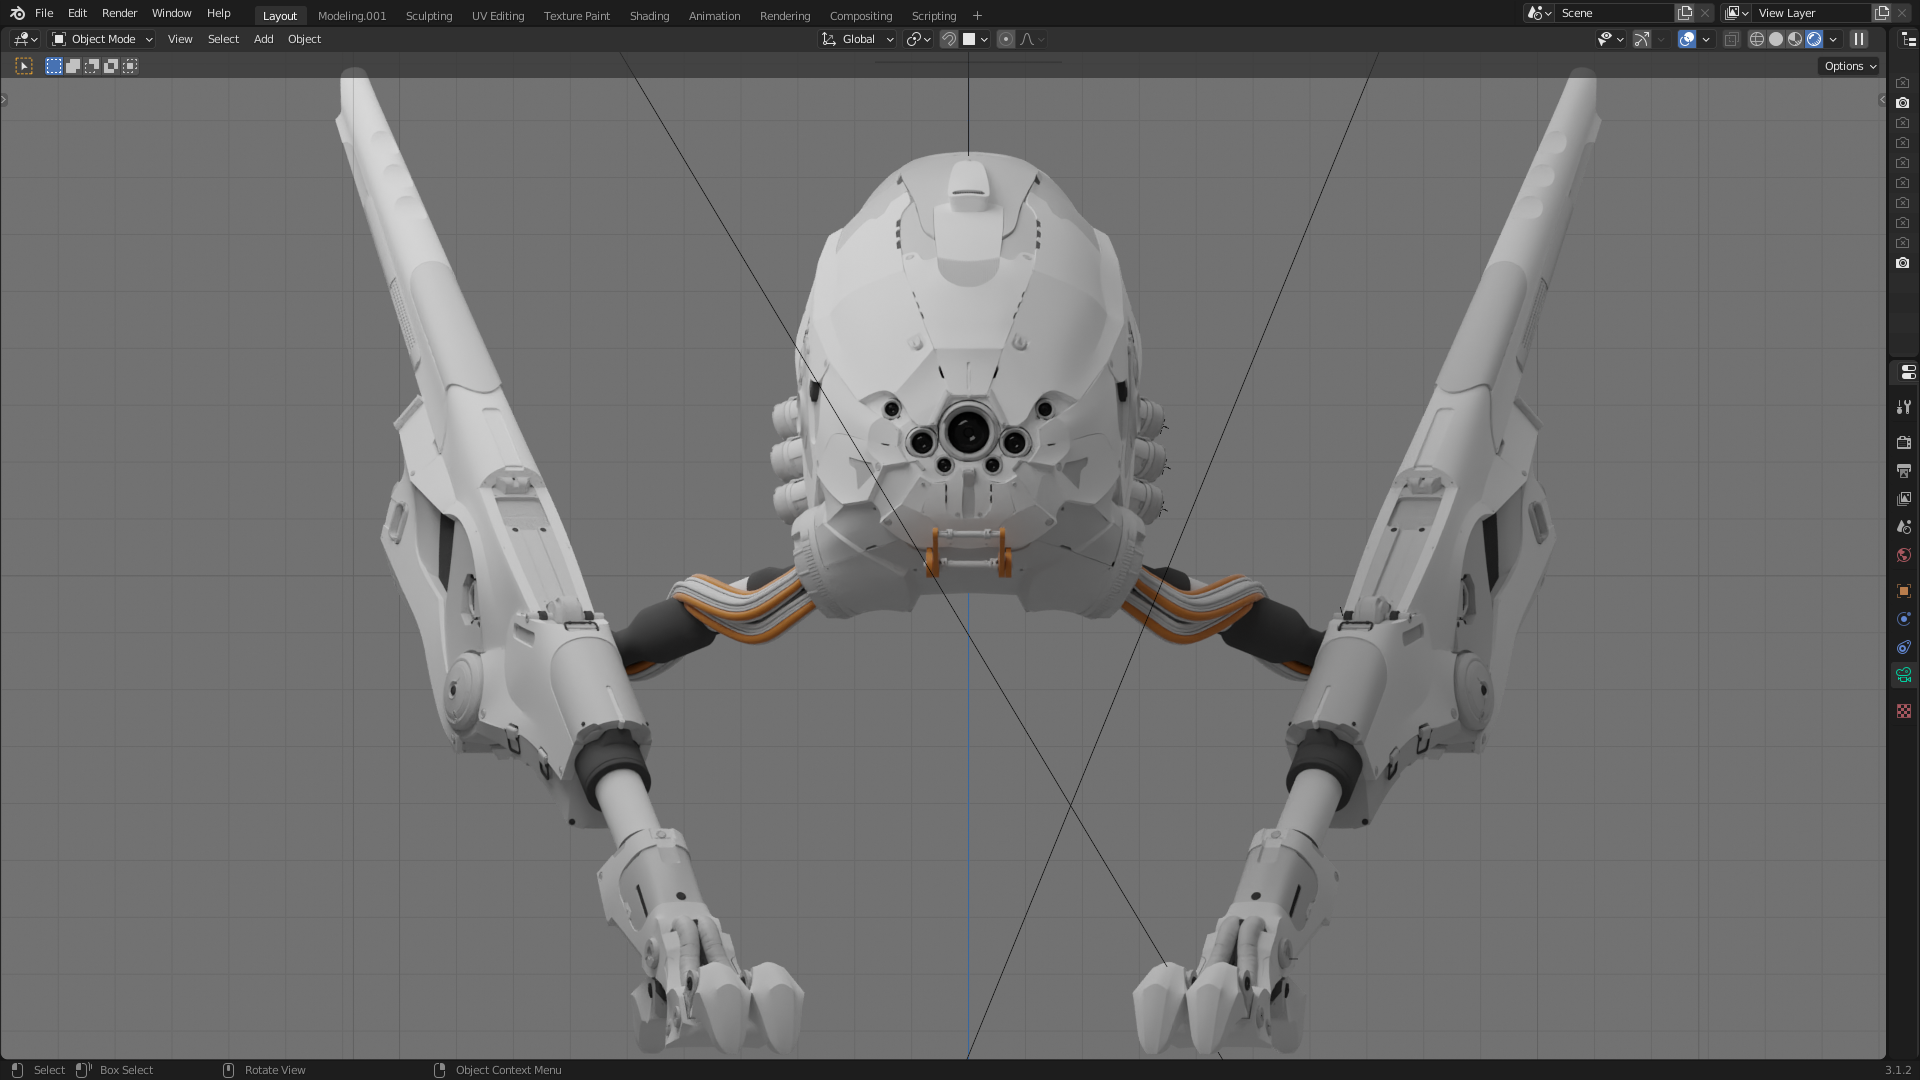 File Edit Render Window Help Layout Modeling.001 Sculpting UV Editing Texture Paint Shading Animation Rendering Compositing Scripting + Scene View Layer
Object Mode View Select Add Object Global
Options
Select Box Select Rotate View Object Context Menu 3.1.2